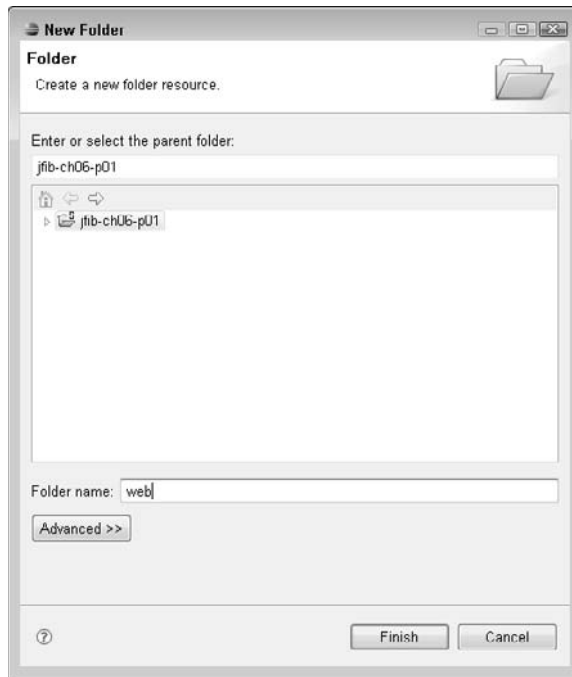 New Folder
Folder
Create a new folder resource.
Enter or select the parent folder:
jfib-ch06-p01
jfib-ch06-p01
Folder name: web
Advanced >>
Finish
Cancel